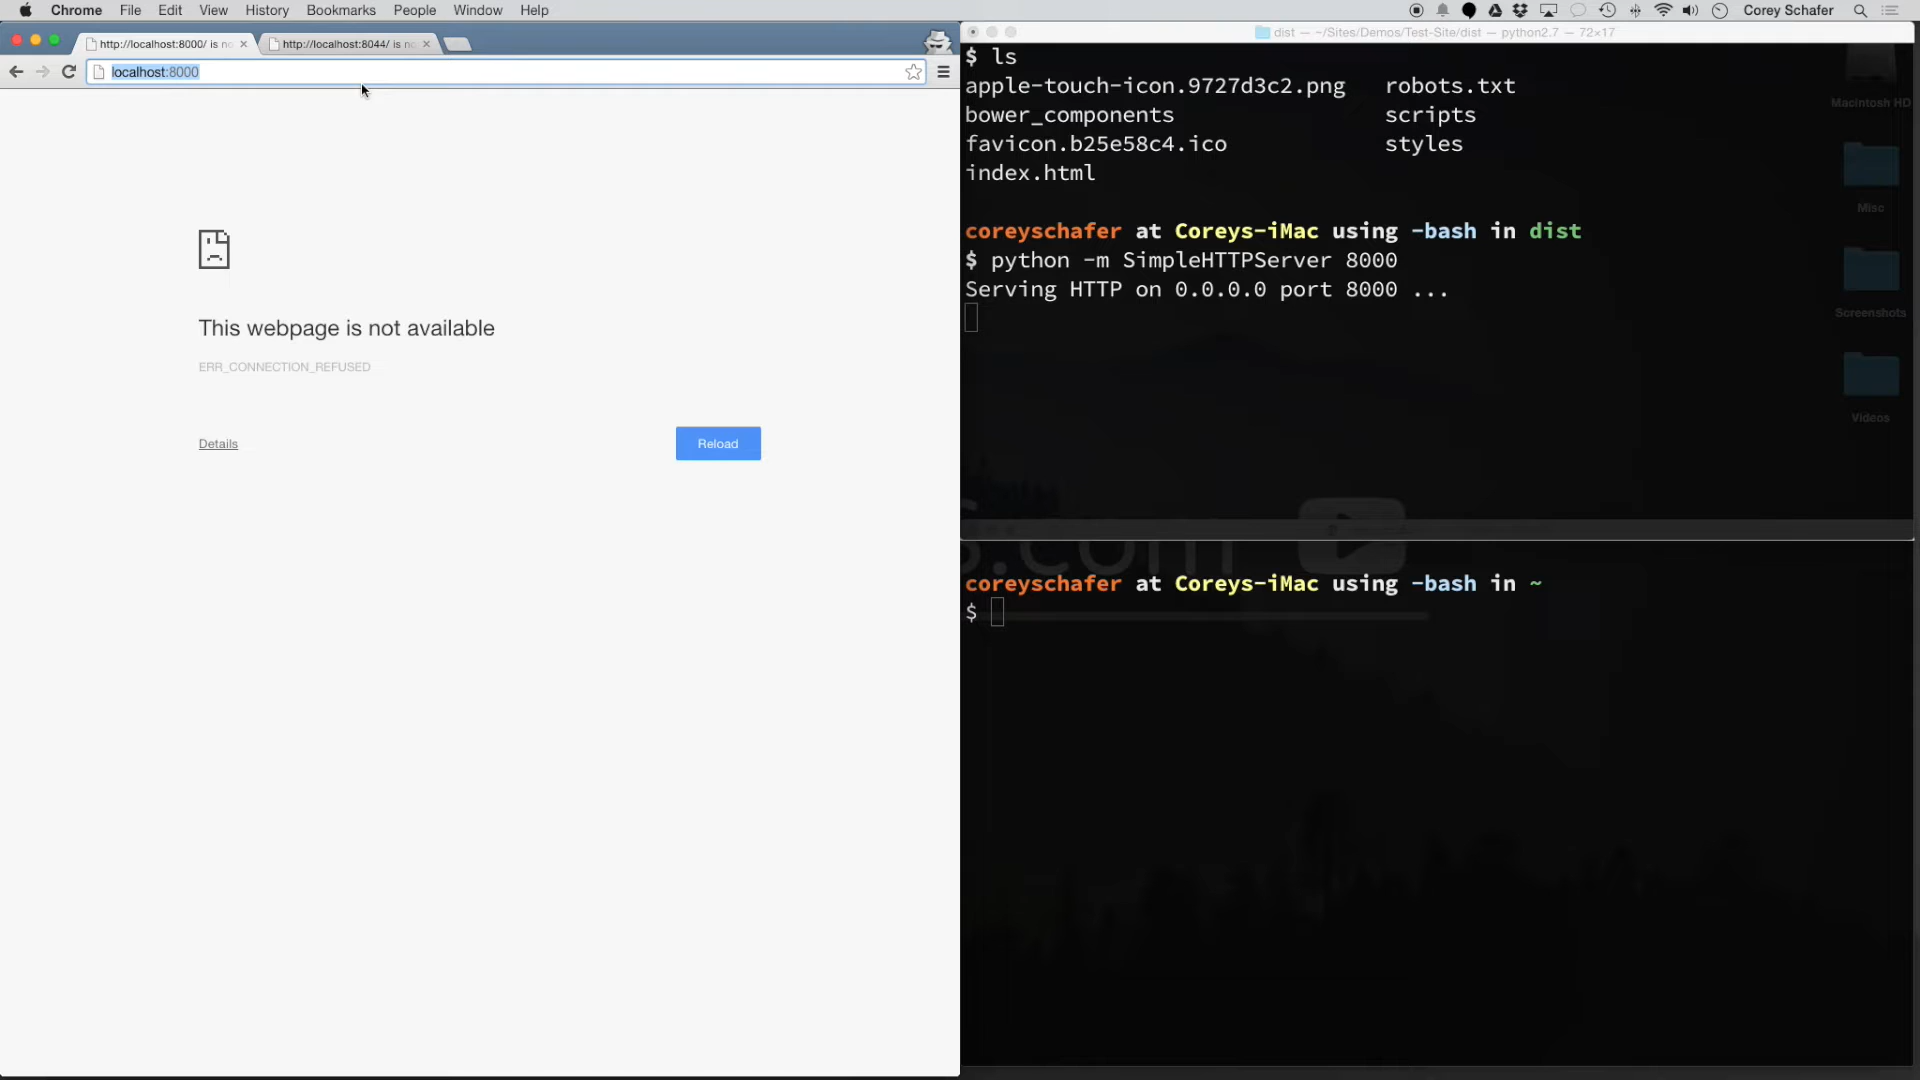 Chrome File Edit View History Bookmarks People Window Help
Corey Schafer
http://localhost:8000/ is no
http://localhost:8044/ is no
localhost:8000
This webpage is not available
ERR_CONNECTION_REFUSED
Details
Reload
dist — ~/Sites/Demos/Test-Site/dist — python2.7 — 72×17
$ ls
apple-touch-icon.9727d3c2.png robots.txt
bower_components scripts
favicon.b25e58c4.ico styles
index.html
coreyschafer at Coreys-iMac using -bash in dist
$ python -m SimpleHTTPServer 8000
Serving HTTP on 0.0.0.0 port 8000 ...
coreyschafer at Coreys-iMac using -bash in ~
$
Macintosh HD
Misc
Screenshots
Videos
s.com